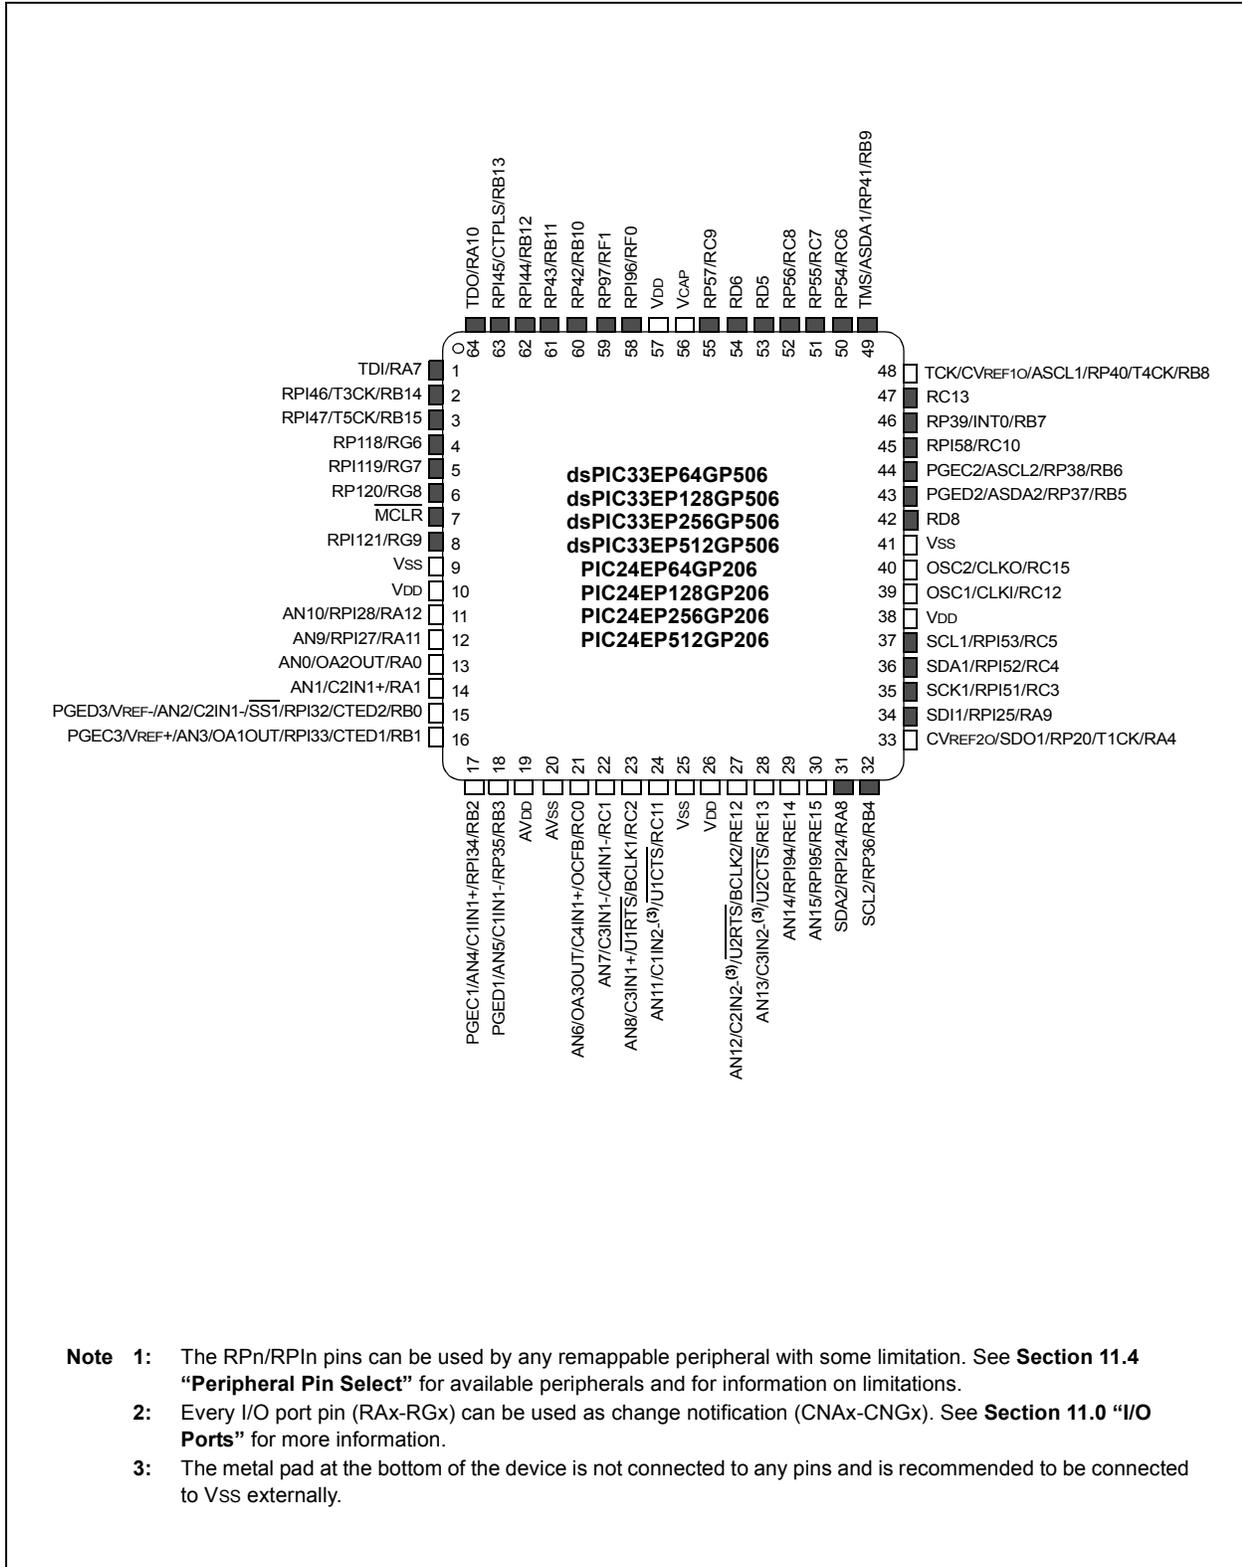 TDO/RA10
RPI45/CTPLS/RB13
RPI44/RB12
RP43/RB11
RP42/RB10
RP97/RF1
RPI96/RF0
VDD
VCAP
RP57/RC9
RD6
RD5
RP56/RC8
RP55/RC7
RP54/RC6
TMS/ASDA1/RP41/RB9
64
63
62
61
60
59
58
57
56
55
54
53
52
51
50
49
TDI/RA7 1
RPI46/T3CK/RB14 2
RPI47/T5CK/RB15 3
RP118/RG6 4
RPI119/RG7 5
RP120/RG8 6
MCLR 7
RPI121/RG9 8
VSS 9
VDD 10
AN10/RPI28/RA12 11
AN9/RPI27/RA11 12
AN0/OA2OUT/RA0 13
AN1/C2IN1+/RA1 14
PGED3/VREF-/AN2/C2IN1-/SS1/RPI32/CTED2/RB0 15
PGEC3/VREF+/AN3/OA1OUT/RPI33/CTED1/RB1 16
dsPIC33EP64GP506
dsPIC33EP128GP506
dsPIC33EP256GP506
dsPIC33EP512GP506
PIC24EP64GP206
PIC24EP128GP206
PIC24EP256GP206
PIC24EP512GP206
48 TCK/CVREF1O/ASCL1/RP40/T4CK/RB8
47 RC13
46 RP39/INT0/RB7
45 RPI58/RC10
44 PGEC2/ASCL2/RP38/RB6
43 PGED2/ASDA2/RP37/RB5
42 RD8
41 VSS
40 OSC2/CLKO/RC15
39 OSC1/CLKI/RC12
38 VDD
37 SCL1/RPI53/RC5
36 SDA1/RPI52/RC4
35 SCK1/RPI51/RC3
34 SDI1/RPI25/RA9
33 CVREF2O/SDO1/RP20/T1CK/RA4
17
18
19
20
21
22
23
24
25
26
27
28
29
30
31
32
PGEC1/AN4/C1IN1+/RPI34/RB2
PGED1/AN5/C1IN1-/RP35/RB3
AVDD
AVSS
AN6/OA3OUT/C4IN1+/OCFB/RC0
AN7/C3IN1-/C4IN1-/RC1
AN8/C3IN1+/U1RTS/BCLK1/RC2
AN11/C1IN2-(3)/U1CTS/RC11
VSS
VDD
AN12/C2IN2-(3)/U2RTS/BCLK2/RE12
AN13/C3IN2-(3)/U2CTS/RE13
AN14/RPI94/RE14
AN15/RPI95/RE15
SDA2/RPI24/RA8
SCL2/RP36/RB4
Note 1: The RPn/RPIn pins can be used by any remappable peripheral with some limitation. See Section 11.4
“Peripheral Pin Select” for available peripherals and for information on limitations.
2: Every I/O port pin (RAx-RGx) can be used as change notification (CNAx-CNGx). See Section 11.0 “I/O
Ports” for more information.
3: The metal pad at the bottom of the device is not connected to any pins and is recommended to be connected
to VSS externally.